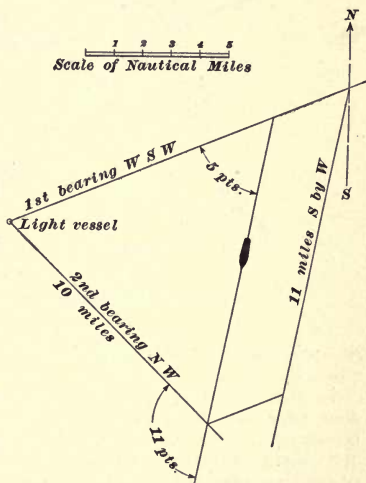 N
1 2 3 4 5
Scale of Nautical Miles
1st bearing W S W
5 pts.
S
Light vessel
11 miles S by W
2nd bearing N W
10 miles
11 pts.